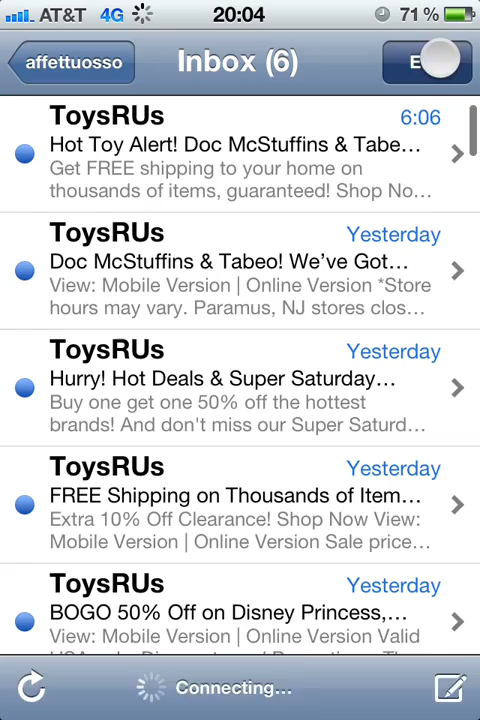 AT&T 4G 20:04 71%
affettuosso Inbox (6) E
ToysRUs 6:06
Hot Toy Alert! Doc McStuffins & Tabe...
Get FREE shipping to your home on
thousands of items, guaranteed! Shop No...
ToysRUs Yesterday
Doc McStuffins & Tabeo! We've Got...
View: Mobile Version | Online Version *Store
hours may vary. Paramus, NJ stores clos...
ToysRUs Yesterday
Hurry! Hot Deals & Super Saturday...
Buy one get one 50% off the hottest
brands! And don't miss our Super Saturd...
ToysRUs Yesterday
FREE Shipping on Thousands of Item...
Extra 10% Off Clearance! Shop Now View:
Mobile Version | Online Version Sale price...
ToysRUs Yesterday
BOGO 50% Off on Disney Princess,...
View: Mobile Version | Online Version Valid
Connecting...